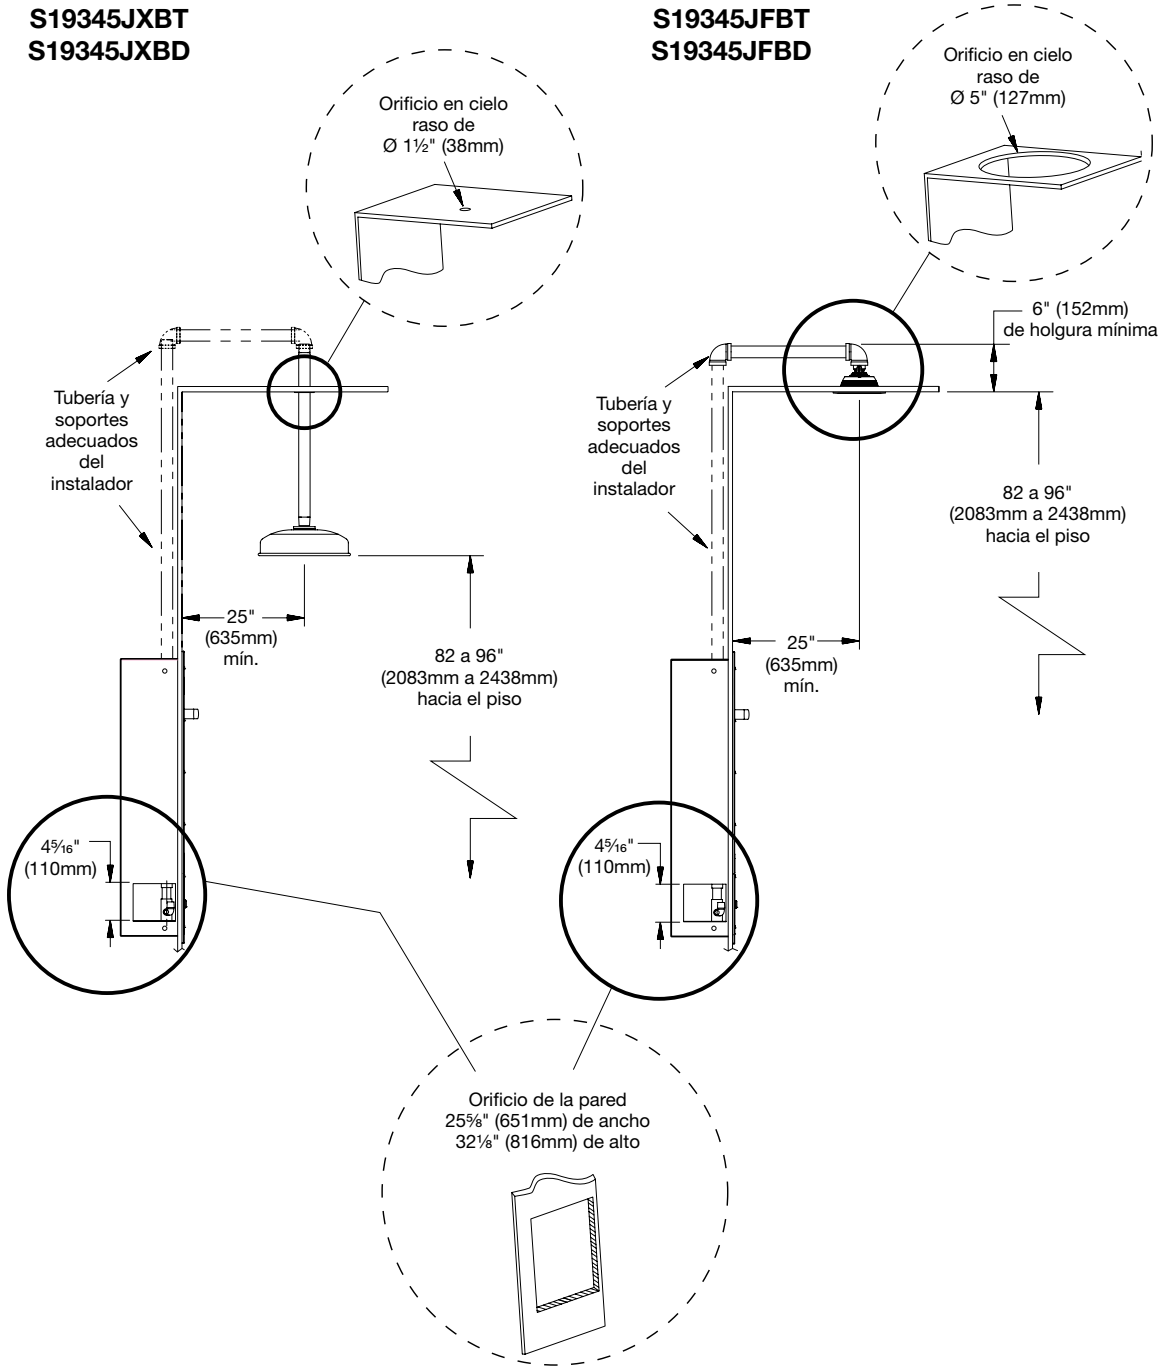 S19345JXBT
S19345JXBD
Orificio en cielo
raso de
Ø 1½" (38mm)
Tubería y
soportes
adecuados
del
instalador
25"
(635mm)
mín.
82 a 96"
(2083mm a 2438mm)
hacia el piso
4⁵⁄₁₆"
(110mm)
S19345JFBT
S19345JFBD
Orificio en cielo
raso de
Ø 5" (127mm)
6" (152mm)
de holgura mínima
Tubería y
soportes
adecuados
del
instalador
82 a 96"
(2083mm a 2438mm)
hacia el piso
25"
(635mm)
mín.
4⁵⁄₁₆"
(110mm)
Orificio de la pared
25⅝" (651mm) de ancho
32⅛" (816mm) de alto